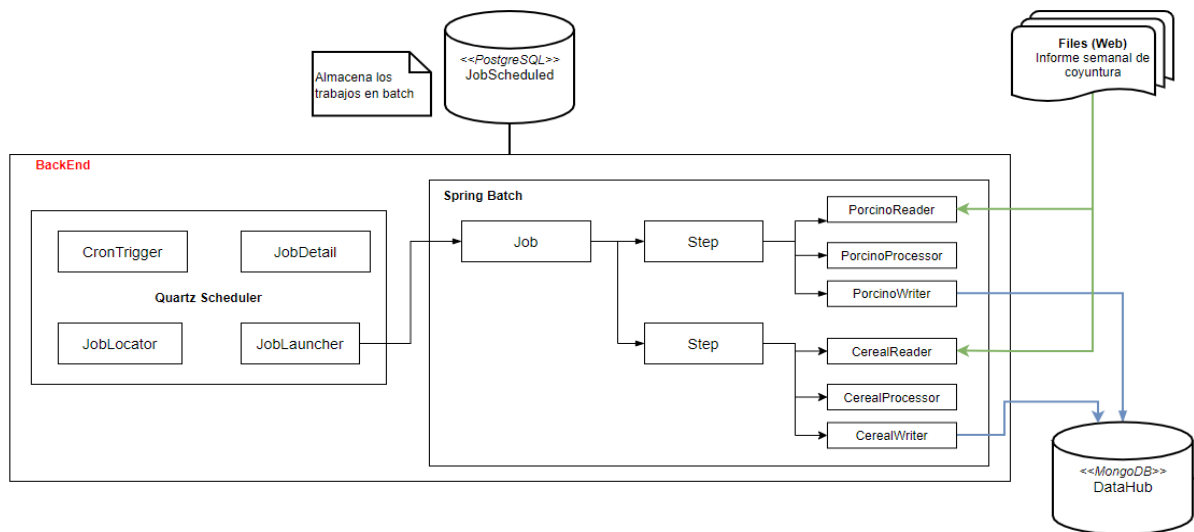 <<PostgreSQL>>
JobScheduled
Almacena los
trabajos en batch
Files (Web)
Informe semanal de
coyuntura
BackEnd
Spring Batch
CronTrigger
JobDetail
Quartz Scheduler
JobLocator
JobLauncher
Job
Step
PorcinoReader
PorcinoProcessor
PorcinoWriter
Step
CerealReader
CerealProcessor
CerealWriter
<<MongoDB>>
DataHub